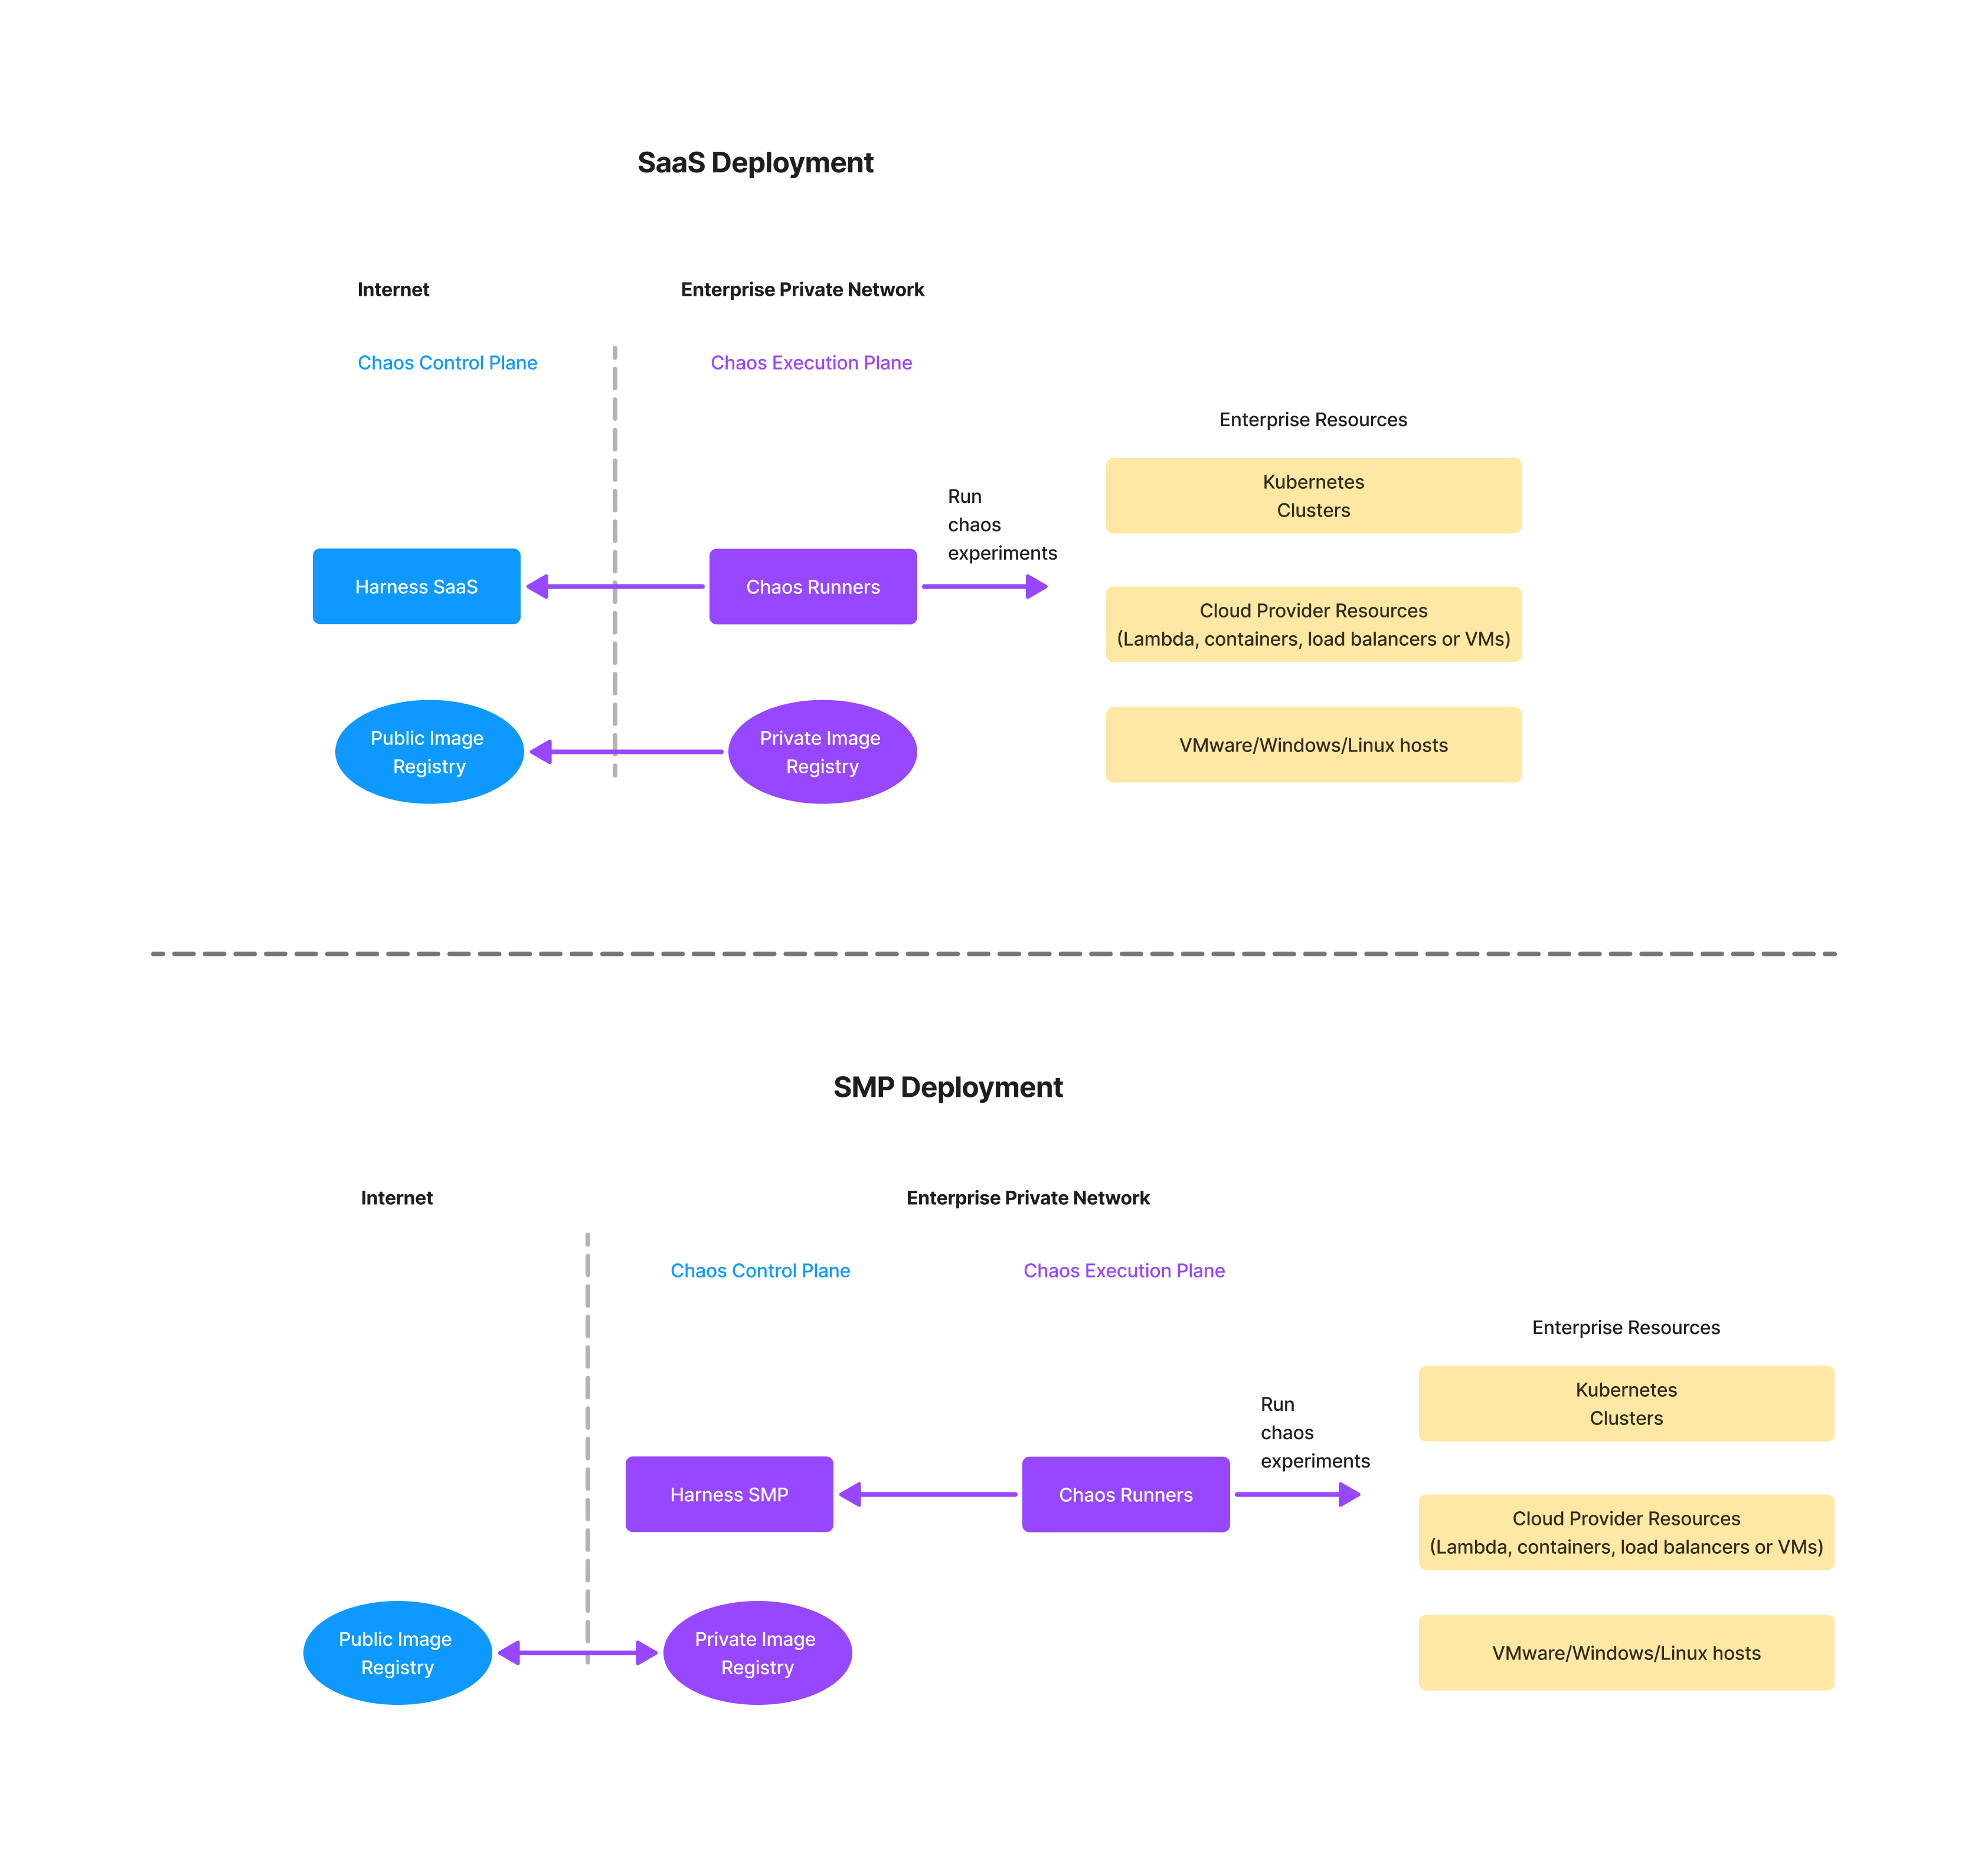 SaaS Deployment
Internet
Enterprise Private Network
Chaos Control Plane
Chaos Execution Plane
Enterprise Resources
Kubernetes
Clusters
Run
chaos
experiments
Harness SaaS
Chaos Runners
Cloud Provider Resources
(Lambda, containers, load balancers or VMs)
Public Image
Registry
Private Image
Registry
VMware/Windows/Linux hosts
SMP Deployment
Internet
Enterprise Private Network
Chaos Control Plane
Chaos Execution Plane
Enterprise Resources
Kubernetes
Clusters
Run
chaos
experiments
Harness SMP
Chaos Runners
Cloud Provider Resources
(Lambda, containers, load balancers or VMs)
Public Image
Registry
Private Image
Registry
VMware/Windows/Linux hosts